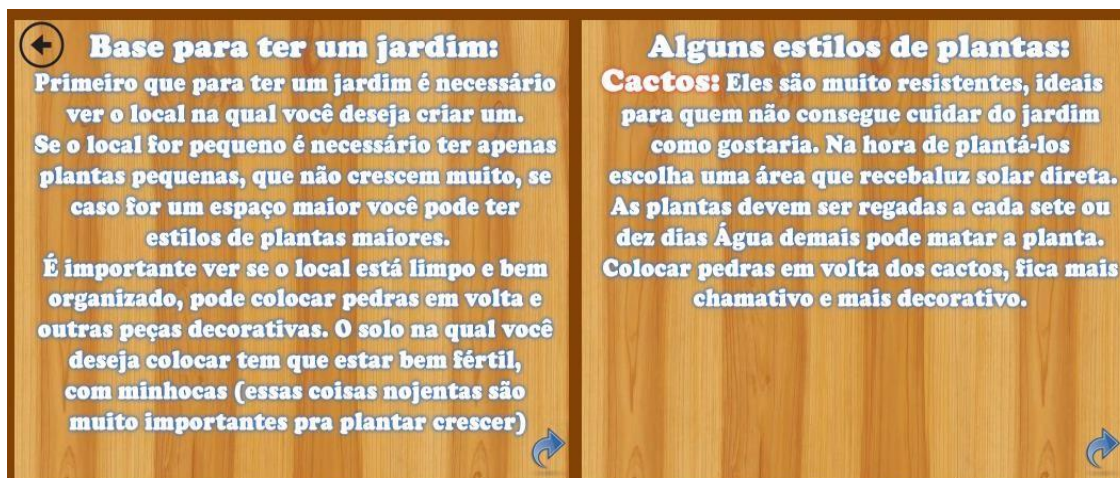 Base para ter um jardim:
Primeiro que para ter um jardim é necessário
ver o local na qual você deseja criar um.
Se o local for pequeno é necessário ter apenas
plantas pequenas, que não crescem muito, se
caso for um espaço maior você pode ter
estilos de plantas maiores.
É importante ver se o local está limpo e bem
organizado, pode colocar pedras em volta e
outras peças decorativas. O solo na qual você
deseja colocar tem que estar bem fértil,
com minhocas (essas coisas nojentas são
muito importantes pra plantar crescer)
Alguns estilos de plantas:
Cactos: Eles são muito resistentes, ideais
para quem não consegue cuidar do jardim
como gostaria. Na hora de plantá-los
escolha uma área que recebaluz solar direta.
As plantas devem ser regadas a cada sete ou
dez dias Água demais pode matar a planta.
Colocar pedras em volta dos cactos, fica mais
chamativo e mais decorativo.